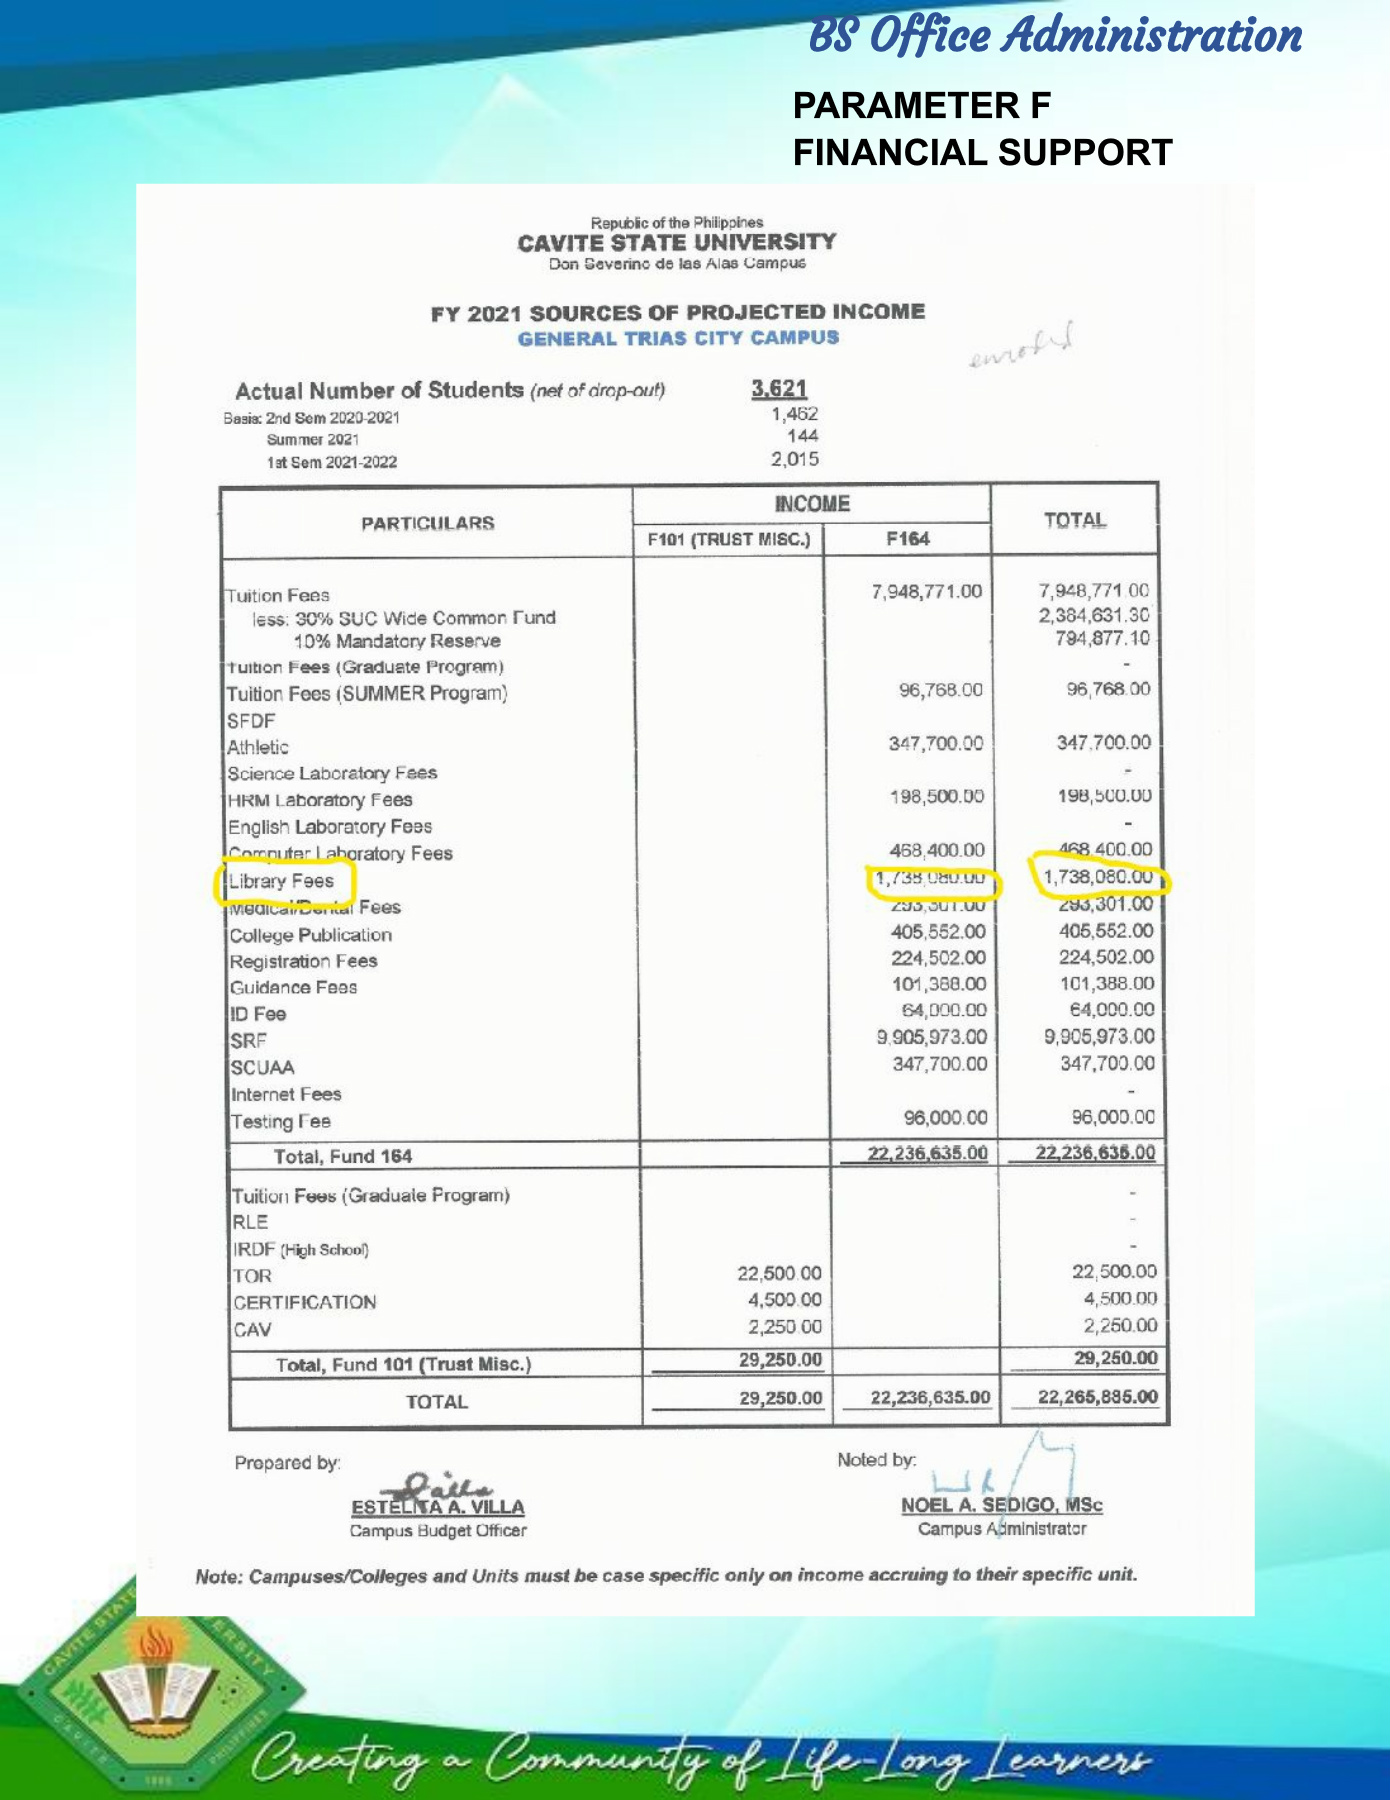 BS Office Administration
PARAMETER F
FINANCIAL SUPPORT
Republic of the Philippines
CAVITE STATE UNIVERSITY
Don Severino de las Alas Campus
FY 2021 SOURCES OF PROJECTED INCOME
GENERAL TRIAS CITY CAMPUS
enrolled
Actual Number of Students (net of drop-out) 3,621
Basis: 2nd Sem 2020-2021 1,462
Summer 2021 144
1st Sem 2021-2022 2,015
PARTICULARS INCOME TOTAL
F101 (TRUST MISC.) F164
Tuition Fees 7,948,771.00 7,948,771.00
less: 30% SUC Wide Common Fund 2,384,631.30
10% Mandatory Reserve 794,877.10
Tuition Fees (Graduate Program) -
Tuition Fees (SUMMER Program) 96,768.00 96,768.00
SFDF
Athletic 347,700.00 347,700.00
Science Laboratory Fees -
HRM Laboratory Fees 198,500.00 198,500.00
English Laboratory Fees -
Computer Laboratory Fees 468,400.00 468,400.00
Library Fees 1,738,080.00 1,738,080.00
Medical/Dental Fees 293,301.00 293,301.00
College Publication 405,552.00 405,552.00
Registration Fees 224,502.00 224,502.00
Guidance Fees 101,388.00 101,388.00
ID Fee 64,000.00 64,000.00
SRF 9,905,973.00 9,905,973.00
SCUAA 347,700.00 347,700.00
Internet Fees -
Testing Fee 96,000.00 96,000.00
Total, Fund 164 22,236,635.00 22,236,635.00
Tuition Fees (Graduate Program) -
RLE -
IRDF (High School) -
TOR 22,500.00 22,500.00
CERTIFICATION 4,500.00 4,500.00
CAV 2,250.00 2,250.00
Total, Fund 101 (Trust Misc.) 29,250.00 29,250.00
TOTAL 29,250.00 22,236,635.00 22,265,885.00
Prepared by: Noted by:
ESTELITA A. VILLA NOEL A. SEDIGO, MSc
Campus Budget Officer Campus Administrator
Note: Campuses/Colleges and Units must be case specific only on income accruing to their specific unit.
CAVITE STATE
CAVITE PHILIPPINES
1906
Creating a Community of Life-Long Learners